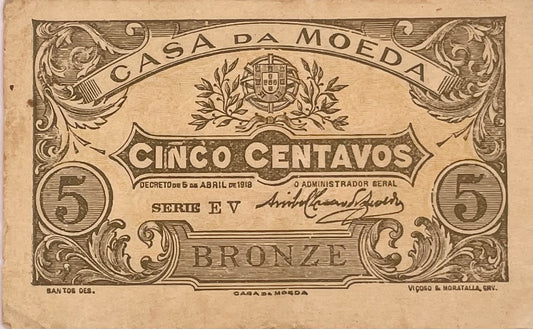 CASA DA MOEDA
CINCO CENTAVOS
DECRETO DE 5 DE ABRIL DE 1918 O ADMINISTRADOR GERAL
SERIE E V
5 5
BRONZE
SANTOS DES. CASA DA MOEDA VIÇOSO & MORATALLA, GRV.